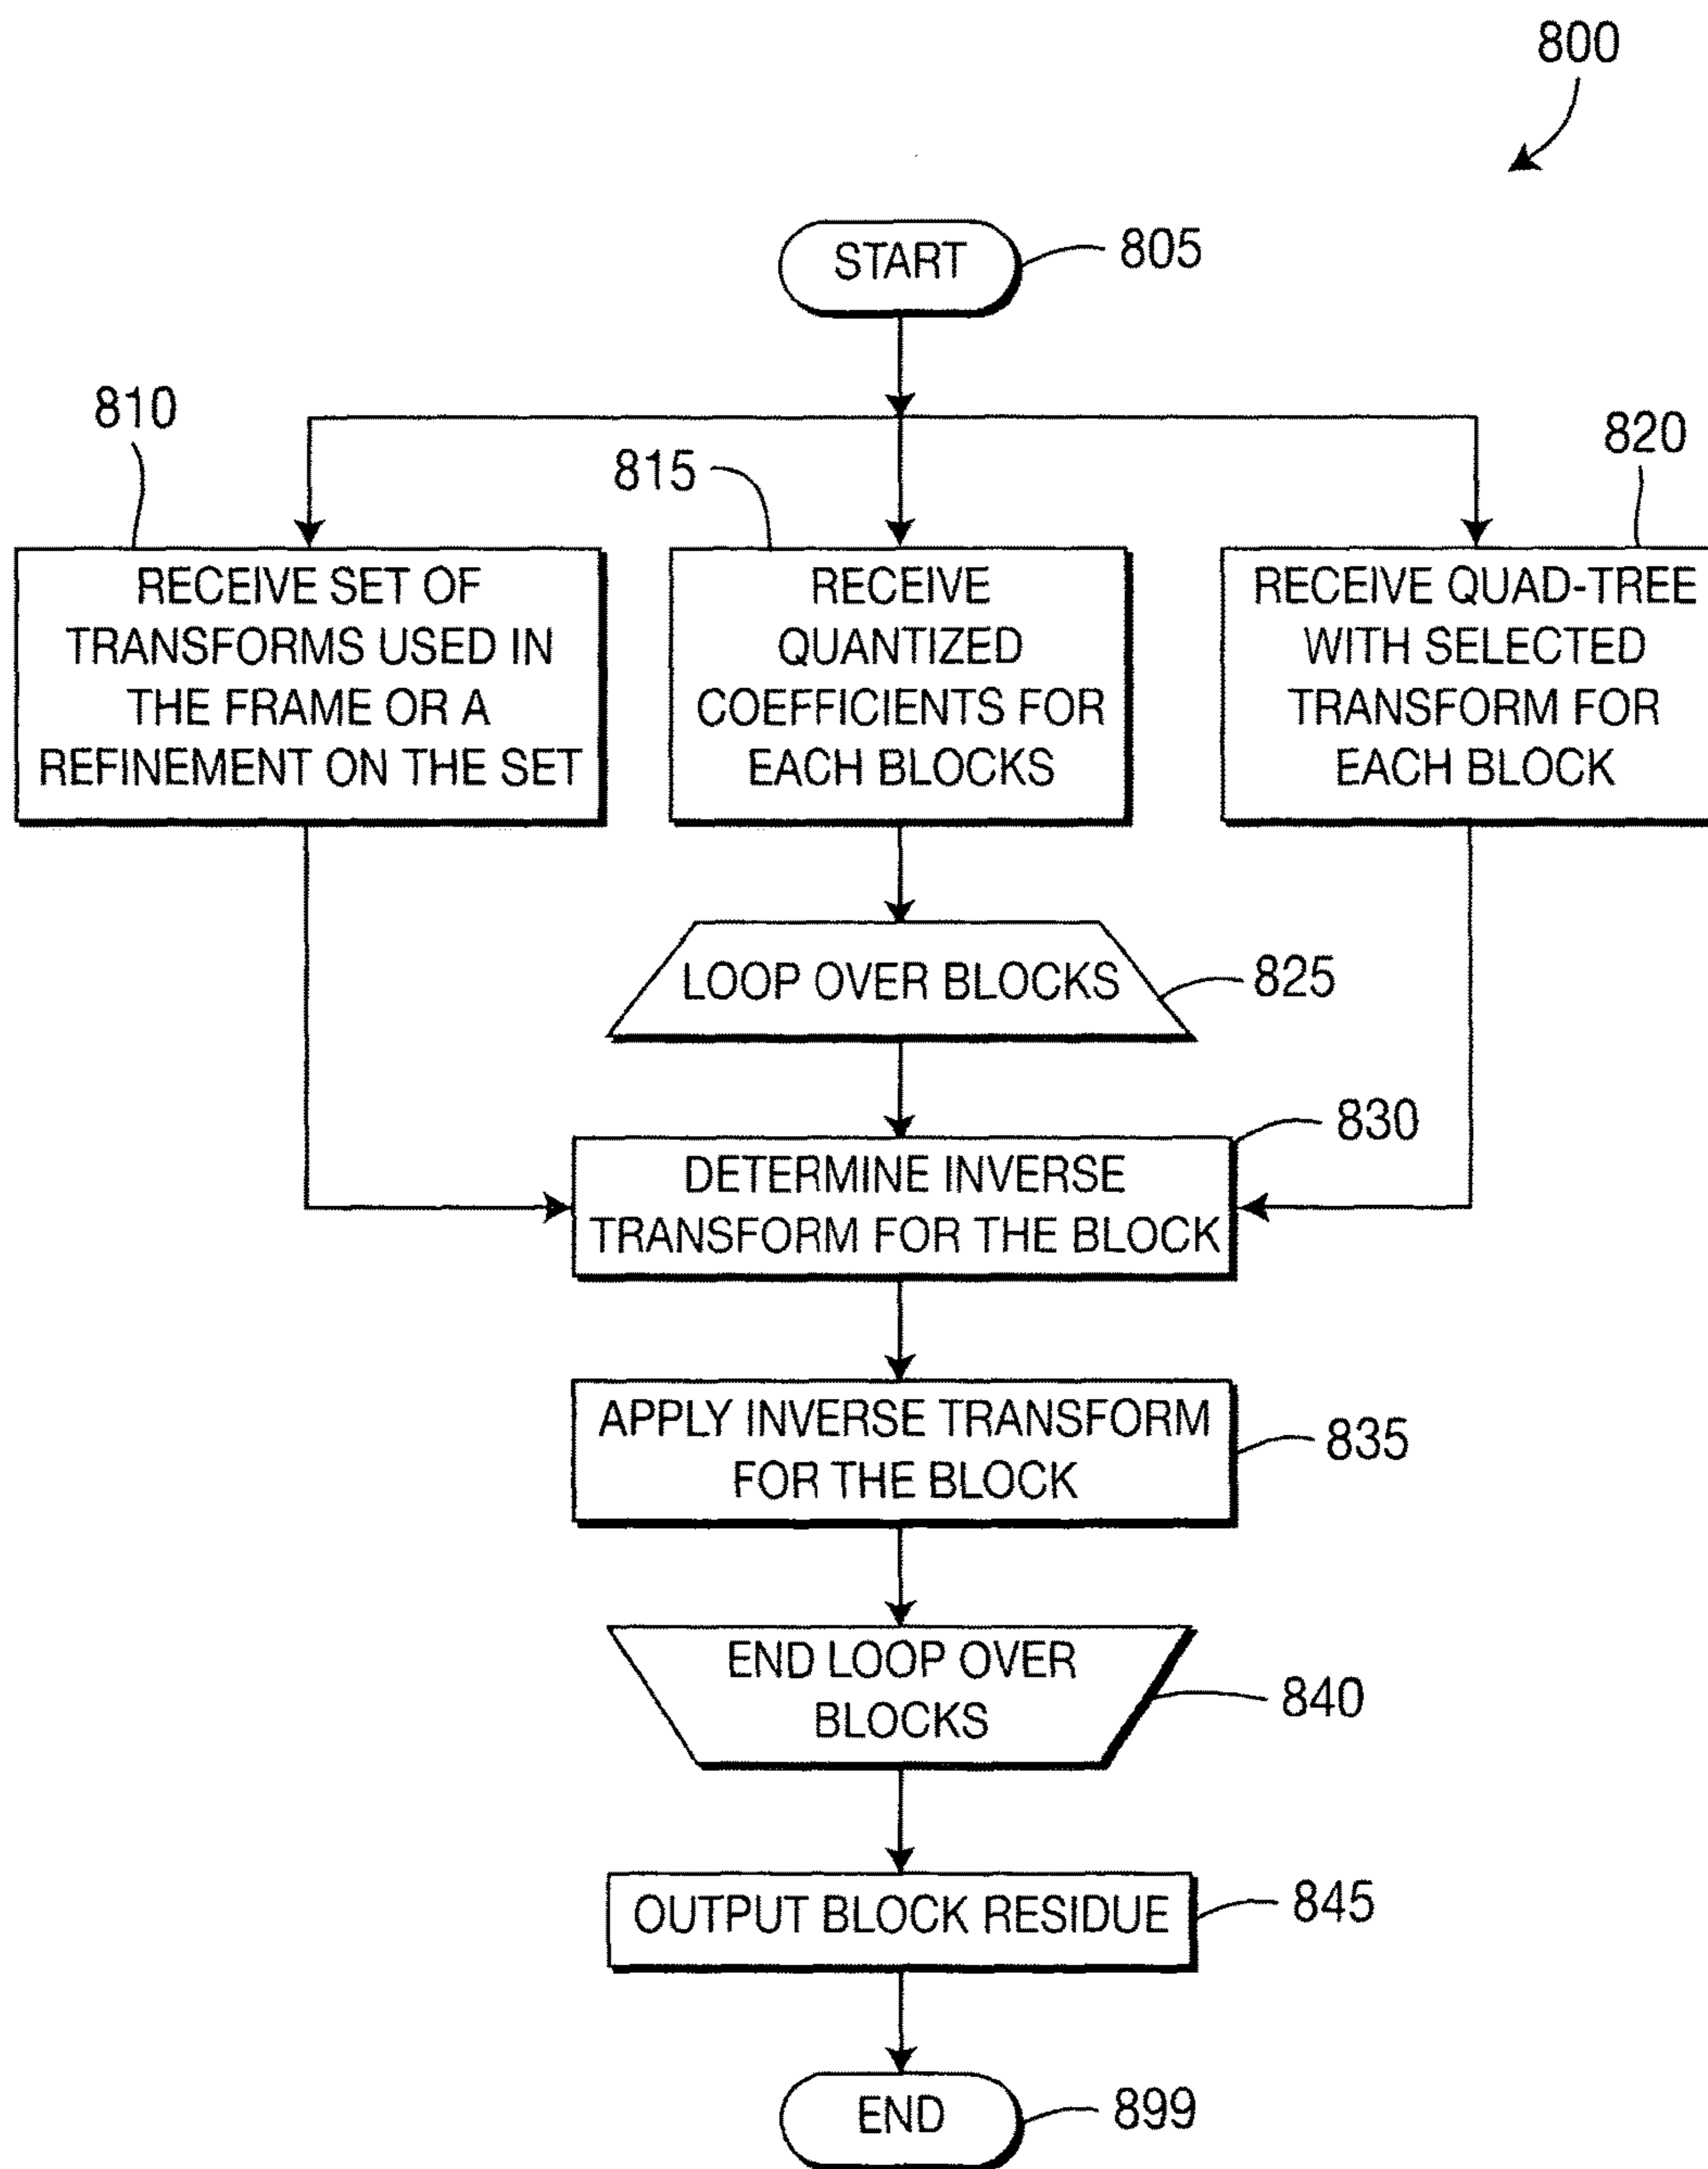 800
START
805
810
815
820
RECEIVE SET OF
TRANSFORMS USED IN
THE FRAME OR A
REFINEMENT ON THE SET
RECEIVE
QUANTIZED
COEFFICIENTS FOR
EACH BLOCKS
RECEIVE QUAD-TREE
WITH SELECTED
TRANSFORM FOR
EACH BLOCK
LOOP OVER BLOCKS
825
DETERMINE INVERSE
TRANSFORM FOR THE BLOCK
830
APPLY INVERSE TRANSFORM
FOR THE BLOCK
835
END LOOP OVER
BLOCKS
840
OUTPUT BLOCK RESIDUE
845
END
899